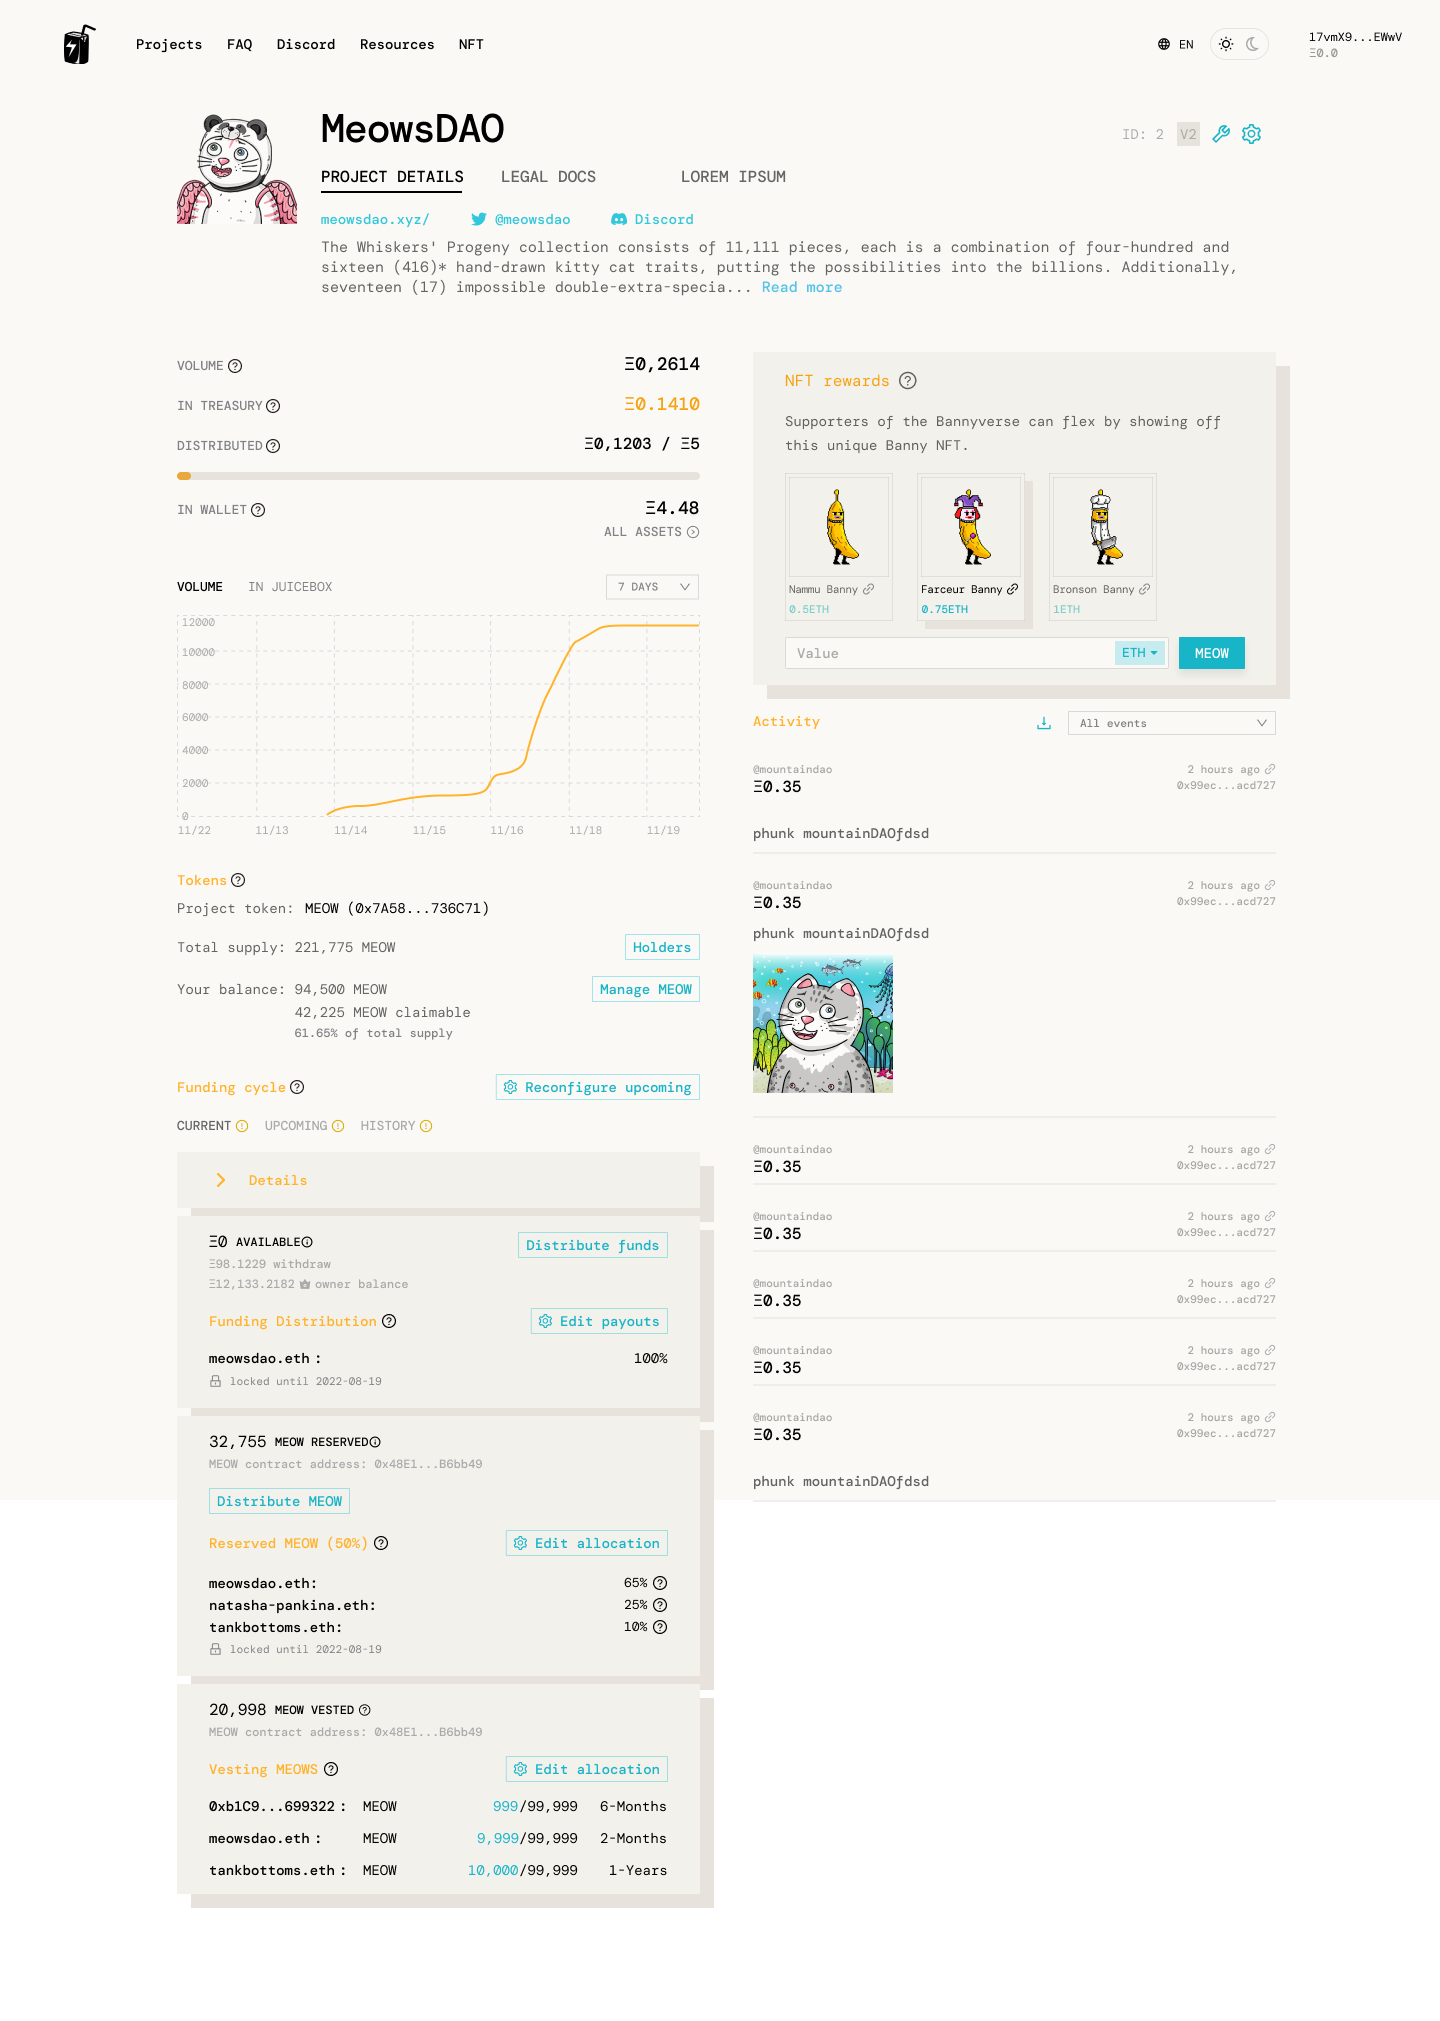 Projects FAQ Discord Resources NFT
EN
17vmX9...EWwV
Ξ0.0
MeowsDAO
ID: 2 V2
PROJECT DETAILS LEGAL DOCS LOREM IPSUM
meowsdao.xyz/ @meowsdao Discord
The Whiskers' Progeny collection consists of 11,111 pieces, each is a combination of four-hundred and
sixteen (416)* hand-drawn kitty cat traits, putting the possibilities into the billions. Additionally,
seventeen (17) impossible double-extra-specia... Read more
VOLUME Ξ0,2614
IN TREASURY Ξ0.1410
DISTRIBUTED Ξ0,1203 / Ξ5
IN WALLET Ξ4.48
ALL ASSETS
VOLUME IN JUICEBOX 7 DAYS
12000
10000
8000
6000
4000
2000
0
11/22 11/13 11/14 11/15 11/16 11/18 11/19
Tokens
Project token: MEOW (0x7A58...736C71)
Total supply: 221,775 MEOW Holders
Your balance: 94,500 MEOW Manage MEOW
42,225 MEOW claimable
61.65% of total supply
Funding cycle Reconfigure upcoming
CURRENT UPCOMING HISTORY
Details
Ξ0 AVAILABLE Distribute funds
Ξ98.1229 withdraw
Ξ12,133.2182 owner balance
Funding Distribution Edit payouts
meowsdao.eth : 100%
locked until 2022-08-19
32,755 MEOW RESERVED
MEOW contract address: 0x48E1...B6bb49
Distribute MEOW
Reserved MEOW (50%) Edit allocation
meowsdao.eth: 65%
natasha-pankina.eth: 25%
tankbottoms.eth: 10%
locked until 2022-08-19
20,998 MEOW VESTED
MEOW contract address: 0x48E1...B6bb49
Vesting MEOWS Edit allocation
0xb1C9...699322 : MEOW 999/99,999 6-Months
meowsdao.eth : MEOW 9,999/99,999 2-Months
tankbottoms.eth : MEOW 10,000/99,999 1-Years
NFT rewards
Supporters of the Bannyverse can flex by showing off
this unique Banny NFT.
Nammu Banny Farceur Banny Bronson Banny
0.5ETH 0.75ETH 1ETH
Value ETH MEOW
Activity All events
@mountaindao 2 hours ago
Ξ0.35 0x99ec...acd727
phunk mountainDAOfdsd
@mountaindao 2 hours ago
Ξ0.35 0x99ec...acd727
phunk mountainDAOfdsd
@mountaindao 2 hours ago
Ξ0.35 0x99ec...acd727
@mountaindao 2 hours ago
Ξ0.35 0x99ec...acd727
@mountaindao 2 hours ago
Ξ0.35 0x99ec...acd727
@mountaindao 2 hours ago
Ξ0.35 0x99ec...acd727
@mountaindao 2 hours ago
Ξ0.35 0x99ec...acd727
phunk mountainDAOfdsd